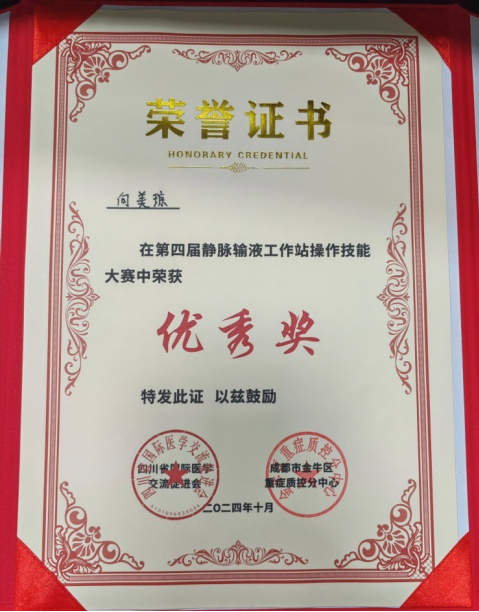 荣誉证书
HONORARY CREDENTIAL
向美琼
在第四届静脉输液工作站操作技能
大赛中荣获
优秀奖
特发此证 以兹鼓励
四川省国际医学
交流促进会
成都市金牛区
重症质控分中心
二〇二四年十月